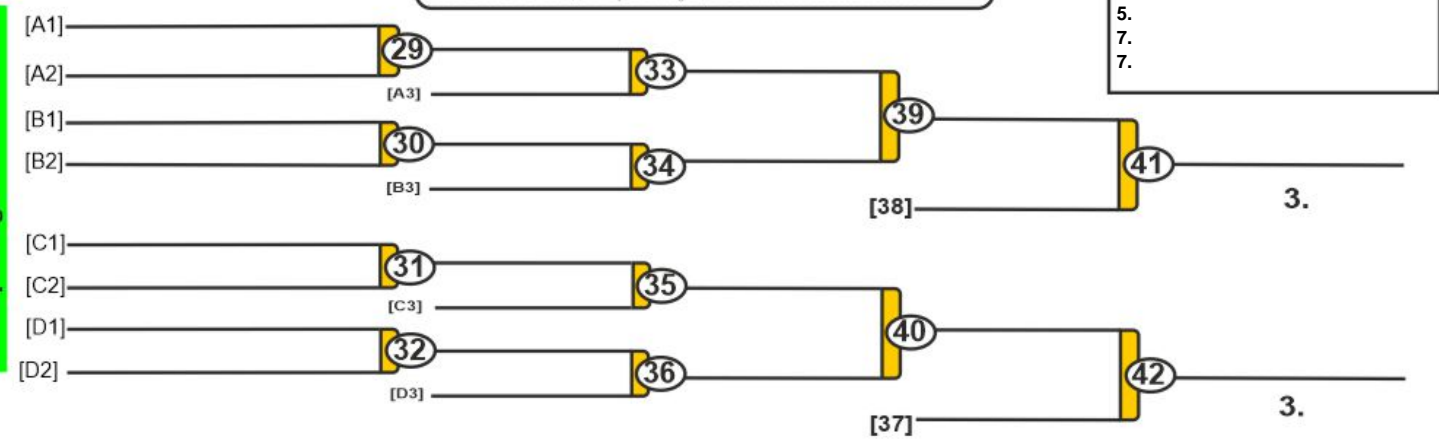 5.
7.
7.
[A1]
29
[A2]
33
[A3]
39
[B1]
30
[B2]
34
41
[B3]
[38]
3.
[C1]
31
[C2]
35
[C3]
[D1]
40
32
[D2]
36
42
[D3]
3.
[37]